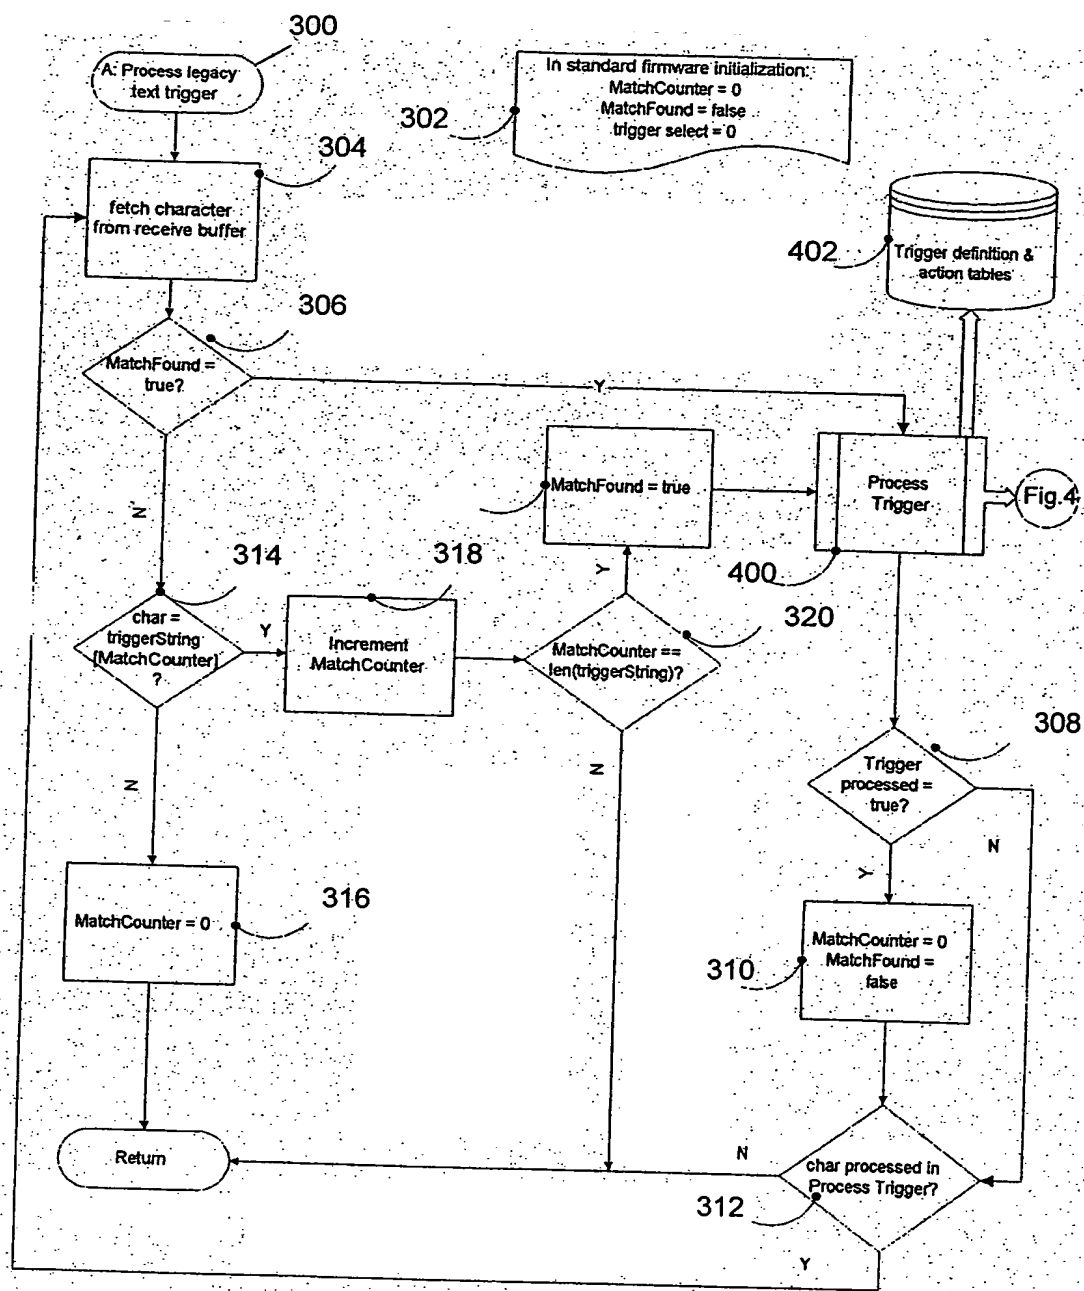 300
A: Process legacy
text trigger
In standard firmware initialization:
MatchCounter = 0
MatchFound = false
trigger select = 0
302
304
fetch character
from receive buffer
402
Trigger definition &
action tables
306
MatchFound =
true?
Y
MatchFound = true
Process
Trigger
Fig.4
N
400
314
318
320
char =
triggerString
[MatchCounter]
?
Y
Increment
MatchCounter
Y
MatchCounter ==
len(triggerString)?
308
Trigger
processed =
true?
N
N
N
Y
316
MatchCounter = 0
310
MatchCounter = 0
MatchFound =
false
Return
N
char processed in
Process Trigger?
312
Y